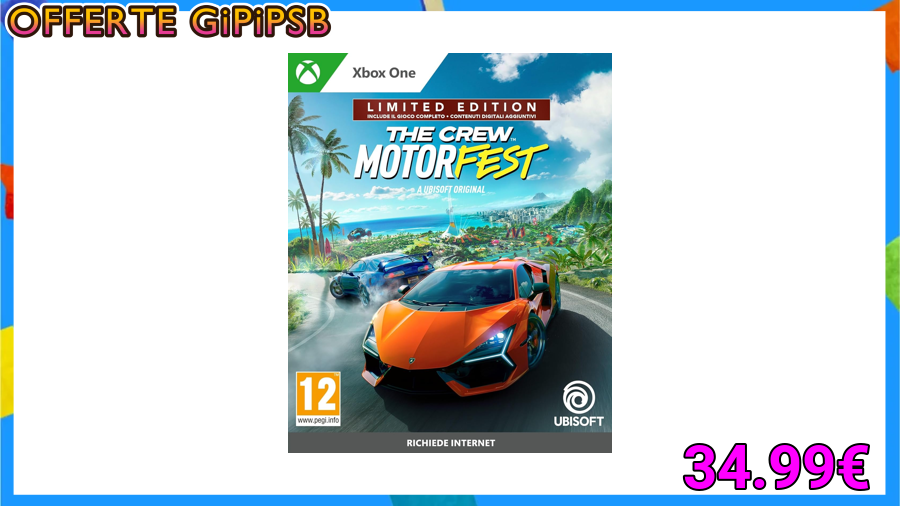 OFFERTE GiPiPSB
Xbox One
LIMITED EDITION
INCLUDE IL GIOCO COMPLETO • CONTENUTI DIGITALI AGGIUNTIVI
THE CREW™
MOTORFEST
A UBISOFT ORIGINAL
12
www.pegi.info
UBISOFT
RICHIEDE INTERNET
34.99€